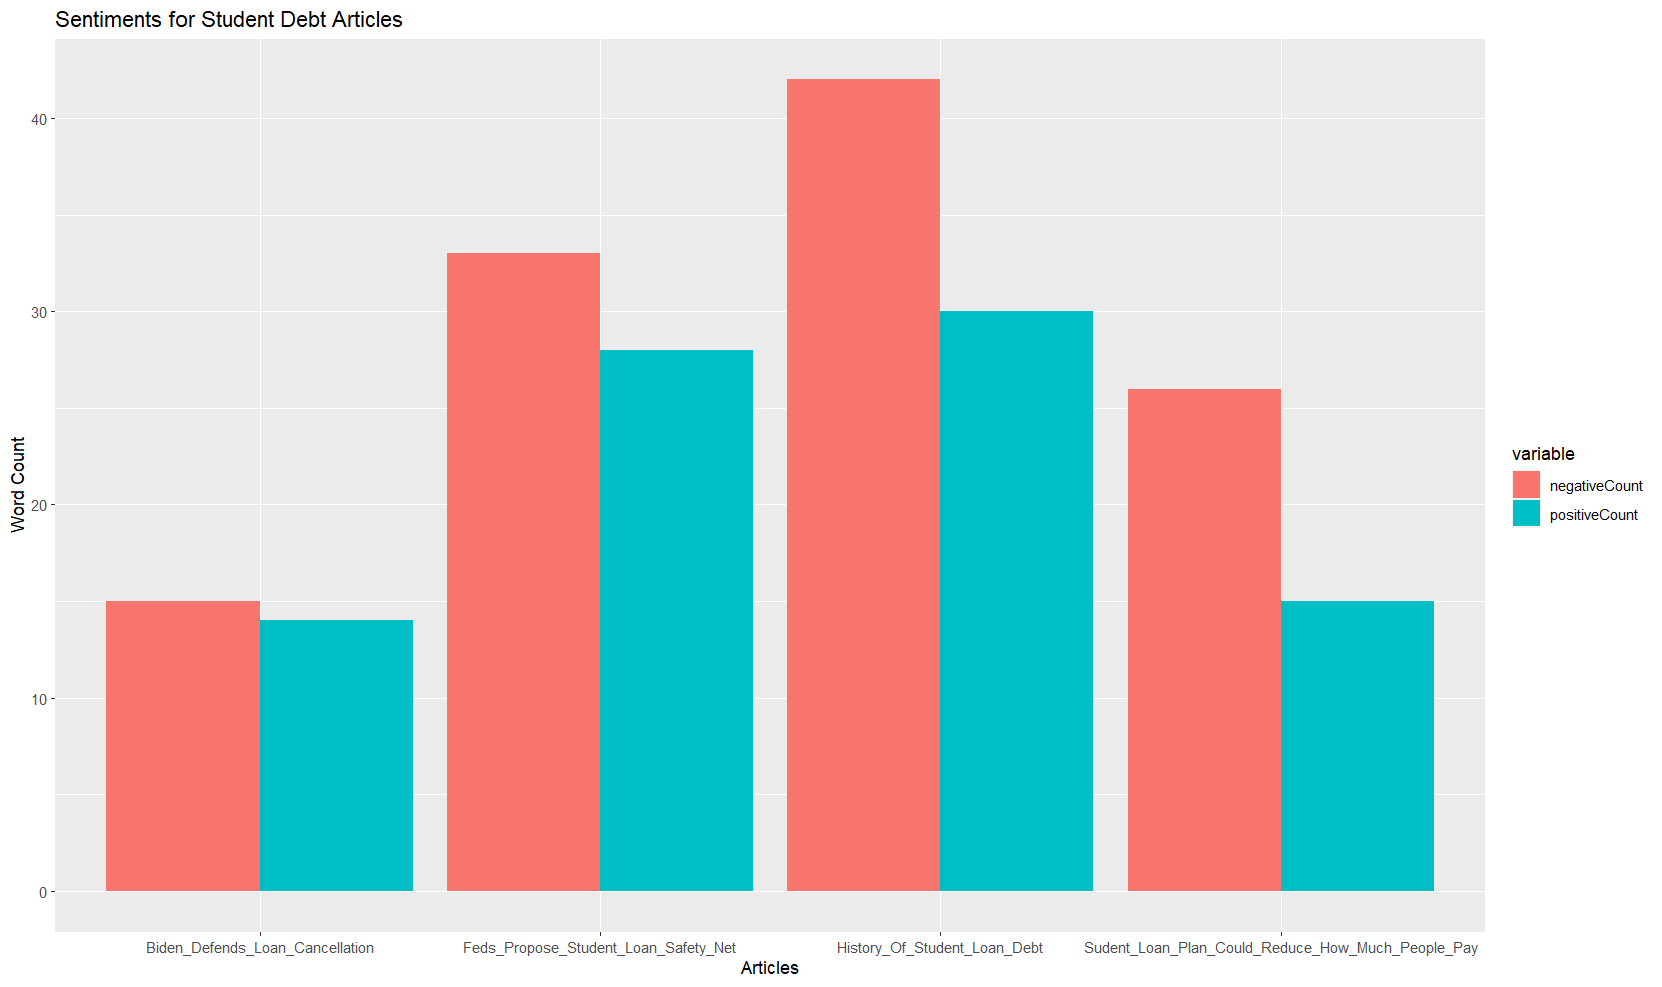 Sentiments for Student Debt Articles
40
30
20
10
0
Word Count
Biden_Defends_Loan_Cancellation
Feds_Propose_Student_Loan_Safety_Net
History_Of_Student_Loan_Debt
Sudent_Loan_Plan_Could_Reduce_How_Much_People_Pay
Articles
variable
negativeCount
positiveCount